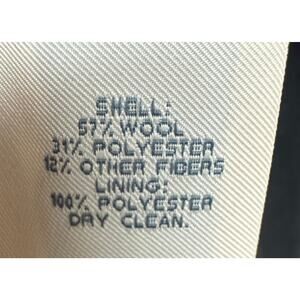 SHELL:
57% WOOL
31% POLYESTER
12% OTHER FIBERS
LINING:
100% POLYESTER
DRY CLEAN.